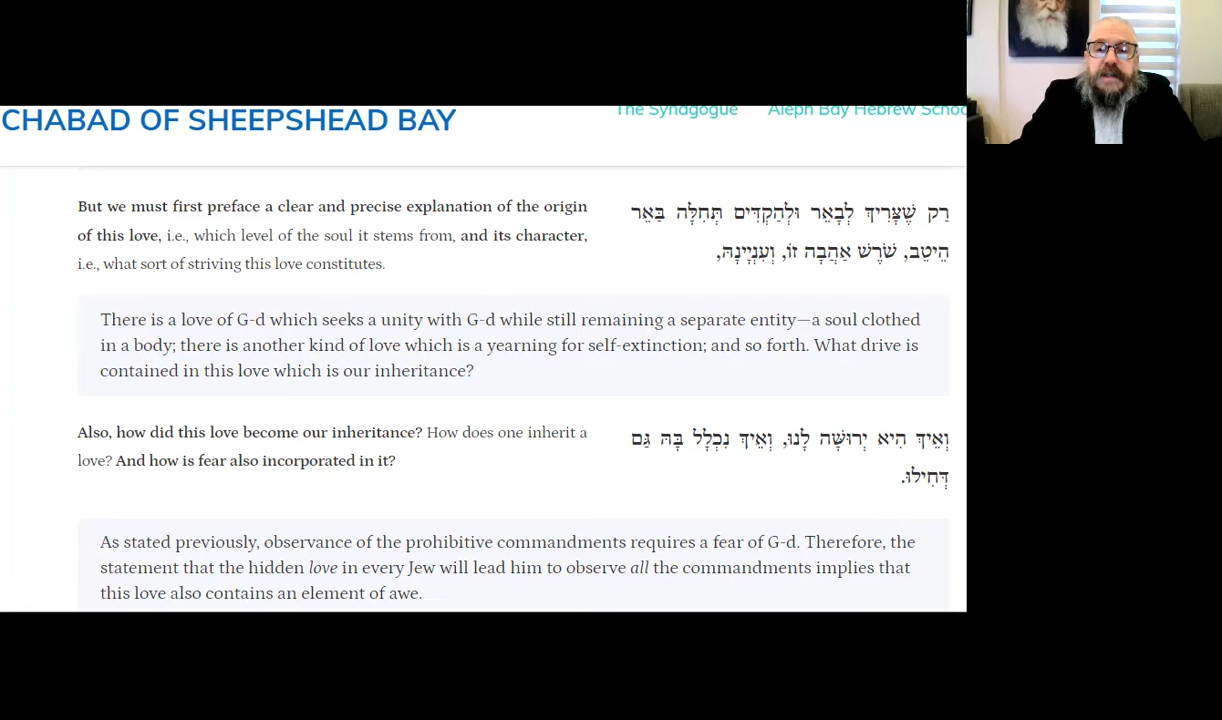 CHABAD OF SHEEPSHEAD BAY
The Synagogue
Aleph Bay Hebrew Schoo
But we must first preface a clear and precise explanation of the origin
of this love, i.e., which level of the soul it stems from, and its character,
i.e., what sort of striving this love constitutes.
רַק שֶׁצָּרִיךְ לְבָאֵר וּלְהַקְדִּים תְּחִלָּה בַּאֵר
הֵיטֵב, שֹׁרֶשׁ אַהֲבָה זוֹ, וְעִנְיָינָהּ,
There is a love of G-d which seeks a unity with G-d while still remaining a separate entity—a soul clothed
in a body; there is another kind of love which is a yearning for self-extinction; and so forth. What drive is
contained in this love which is our inheritance?
Also, how did this love become our inheritance? How does one inherit a
love? And how is fear also incorporated in it?
וְאֵיךְ הִיא יְרוּשָּׁה לָנוּ, וְאֵיךְ נִכְלָל בָּהּ גַּם
דְּחִילוּ.
As stated previously, observance of the prohibitive commandments requires a fear of G-d. Therefore, the
statement that the hidden love in every Jew will lead him to observe all the commandments implies that
this love also contains an element of awe.